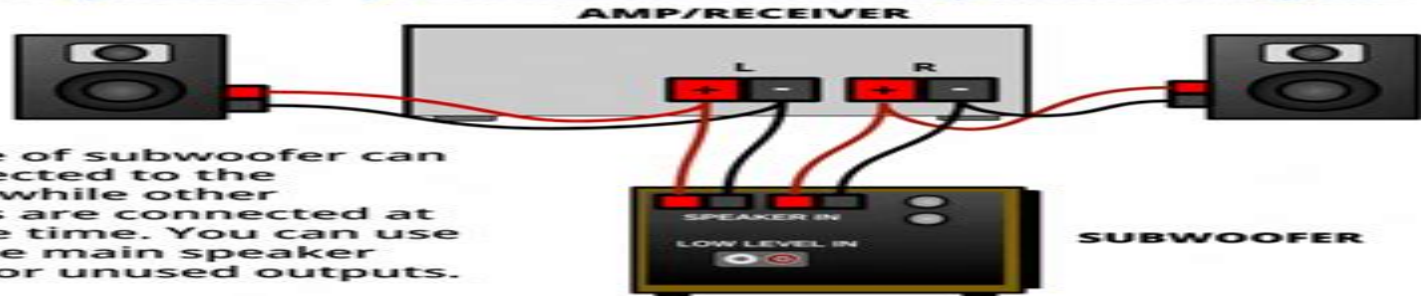 AMP/RECEIVER
L
R
+ - + -
e of subwoofer can
ected to the
while other
s are connected at
e time. You can use
e main speaker
or unused outputs.
SPEAKER IN
LOW LEVEL IN
SUBWOOFER